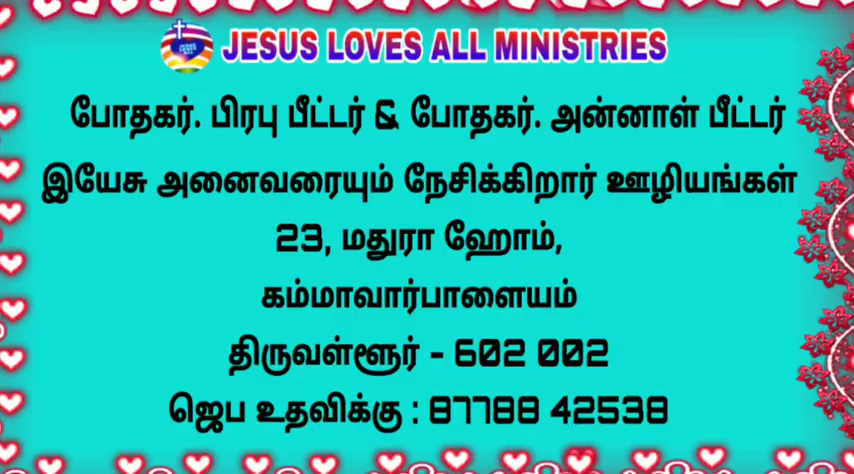 JESUS LOVES ALL MINISTRIES
போதகர். பிரபு பீட்டர் & போதகர். அன்னாள் பீட்டர்
இயேசு அனைவரையும் நேசிக்கிறார் ஊழியங்கள்
23, மதுரா ஹோம்,
கம்மாவார்பாளையம்
திருவள்ளூர் - 602 002
ஜெப உதவிக்கு : 87788 42538